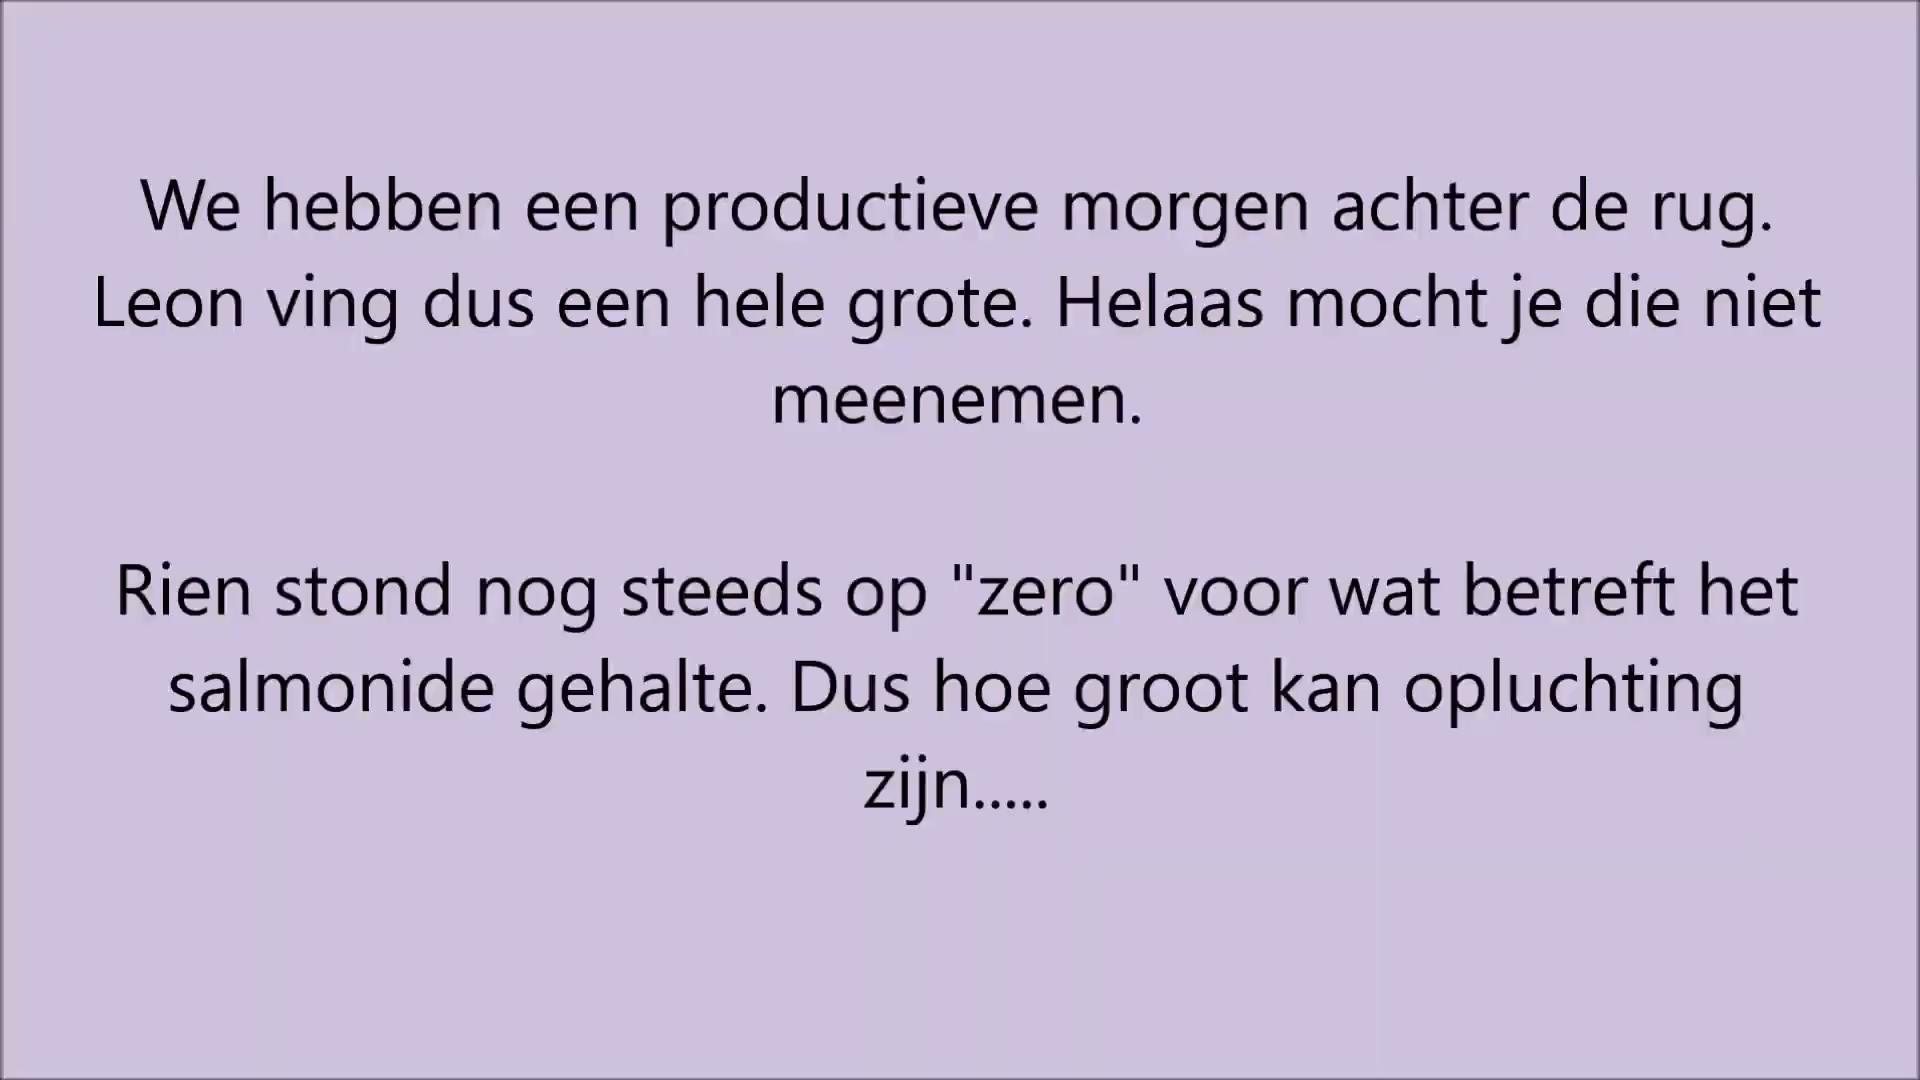 We hebben een productieve morgen achter de rug.
Leon ving dus een hele grote. Helaas mocht je die niet
meenemen.
Rien stond nog steeds op "zero" voor wat betreft het
salmonide gehalte. Dus hoe groot kan opluchting
zijn.....